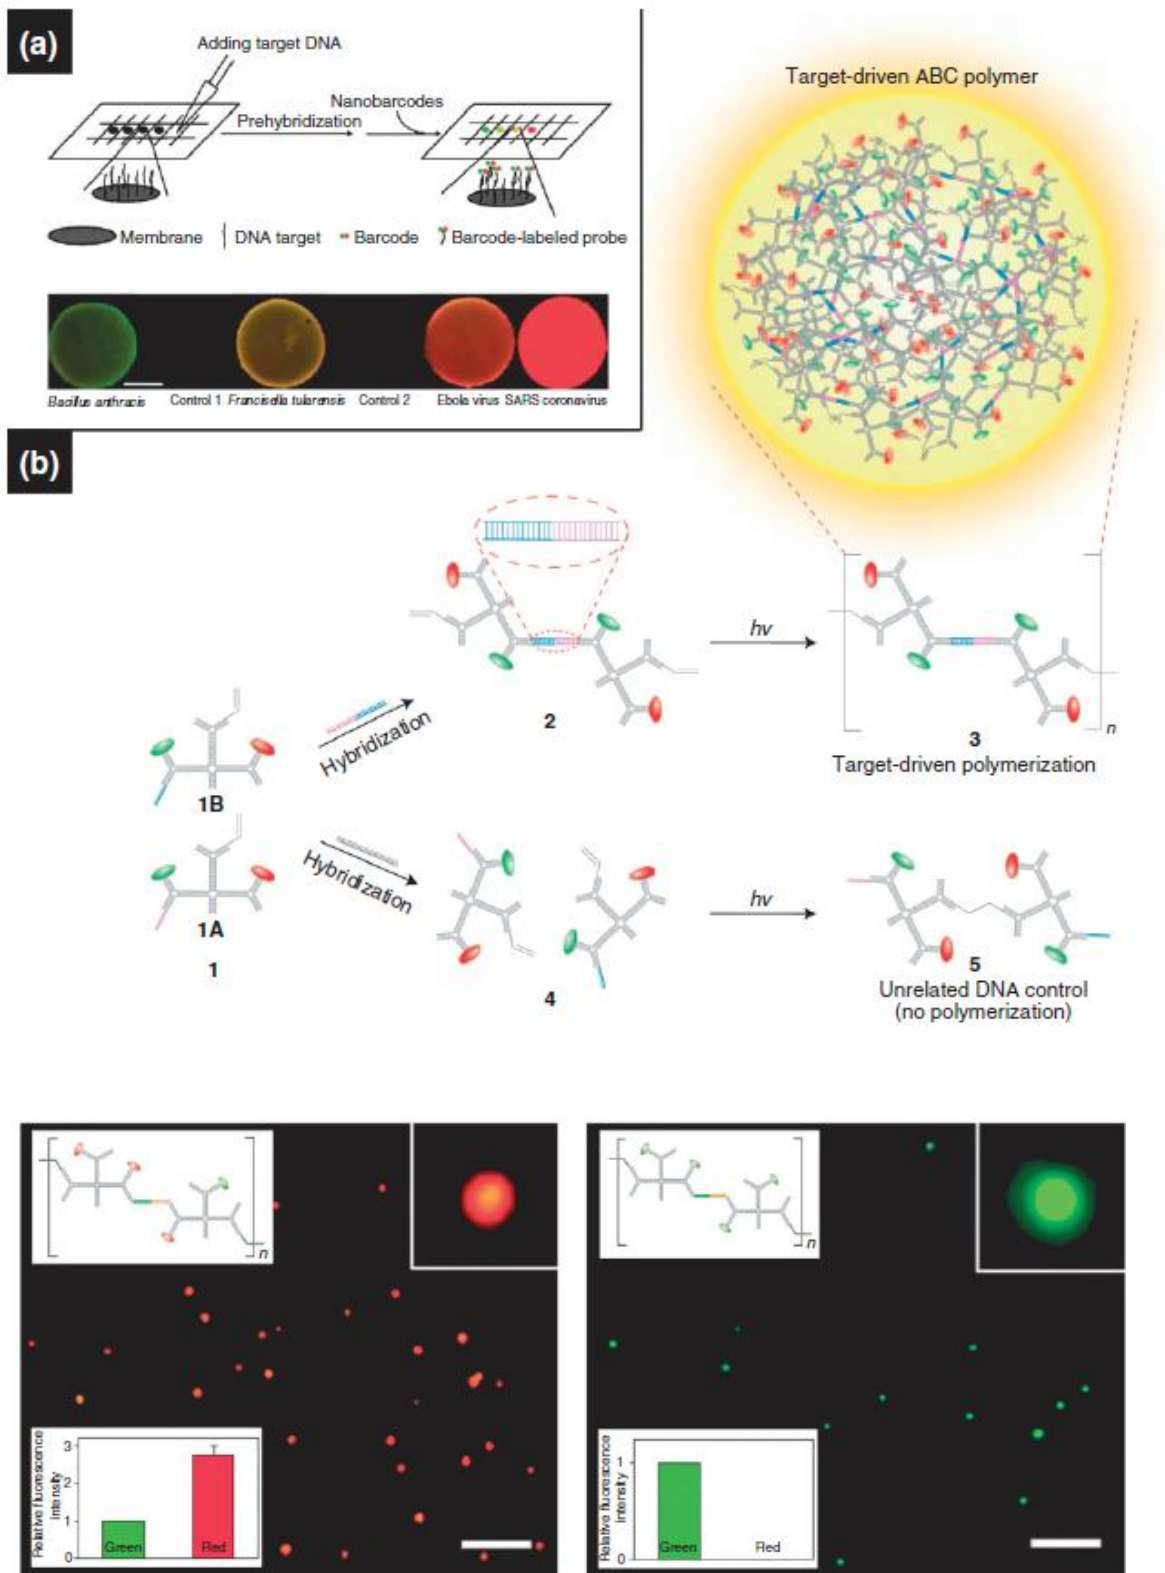 (a)
Adding target DNA
Prehybridization
Nanobarcodes
Membrane
DNA target
Barcode
Barcode-labeled probe
Bacillus anthracis
Control 1
Francisella tularensis
Control 2
Ebola virus
SARS coronavirus
Target-driven ABC polymer
(b)
1B
1A
1
Hybridization
Hybridization
2
hv
n
3
Target-driven polymerization
4
hv
5
Unrelated DNA control
(no polymerization)
n
Relative fluorescence
intensity
3
2
1
0
Green
Red
n
Relative fluorescence
intensity
1
0
Green
Red